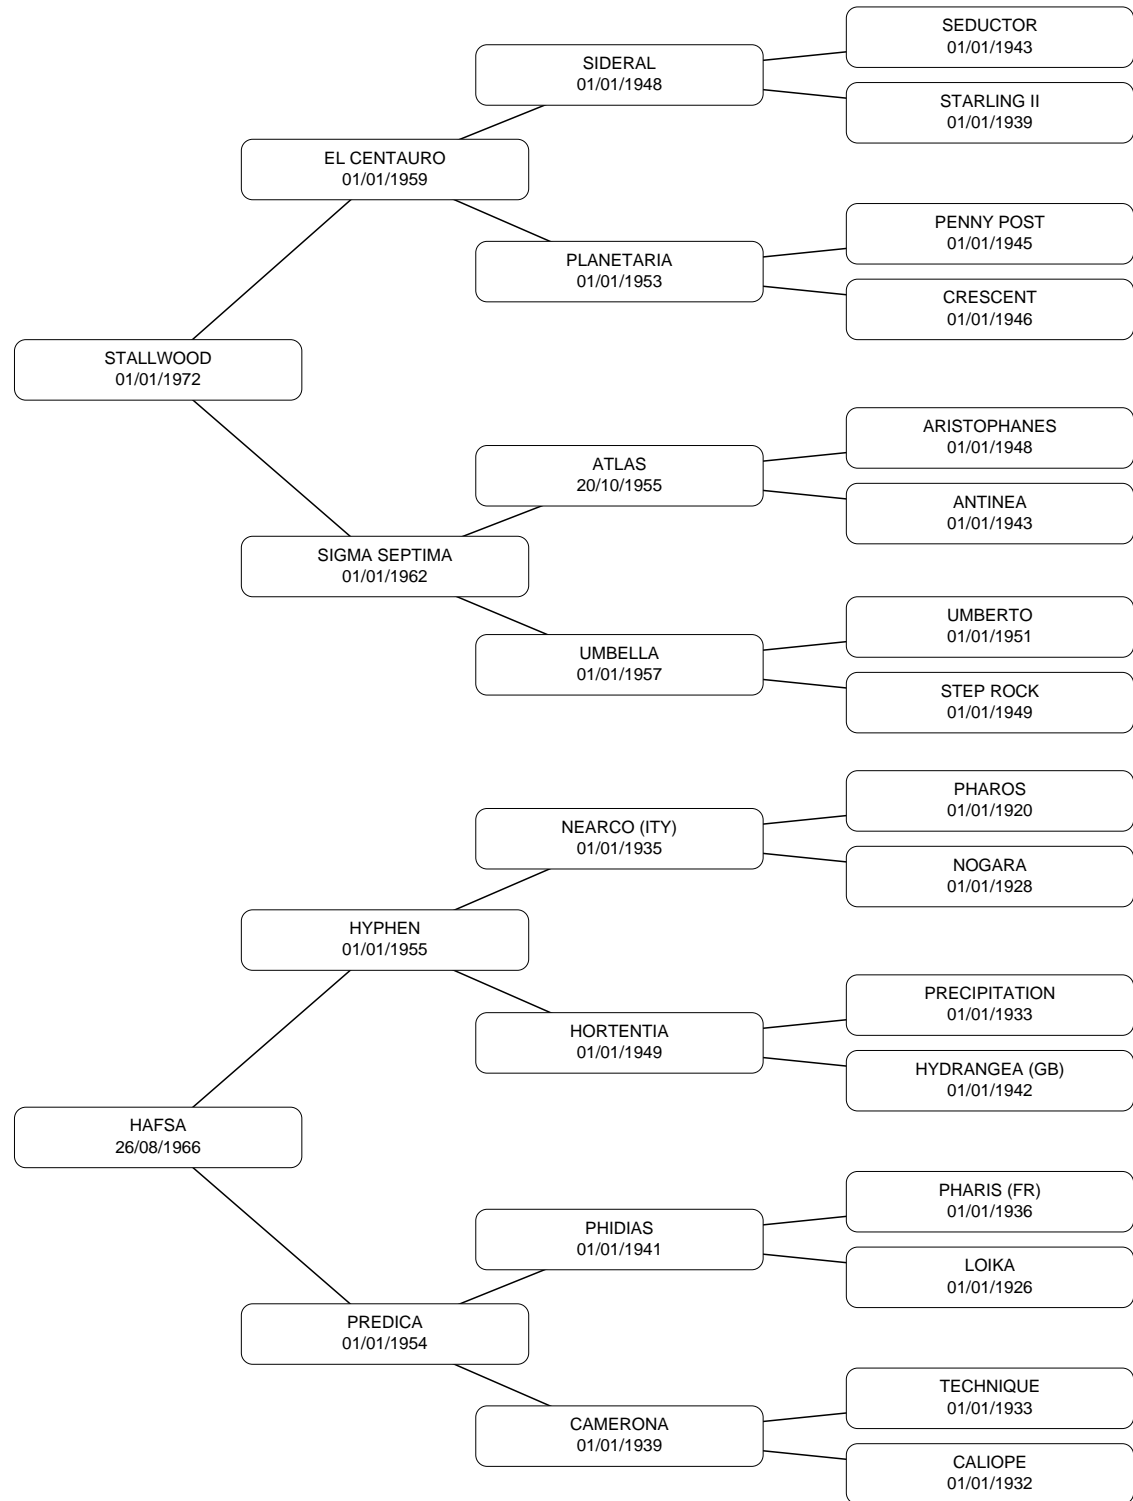 SEDUCTOR
01/01/1943
SIDERAL
01/01/1948
STARLING II
01/01/1939
EL CENTAURO
01/01/1959
PENNY POST
01/01/1945
PLANETARIA
01/01/1953
CRESCENT
01/01/1946
STALLWOOD
01/01/1972
ARISTOPHANES
01/01/1948
ATLAS
20/10/1955
ANTINEA
01/01/1943
SIGMA SEPTIMA
01/01/1962
UMBERTO
01/01/1951
UMBELLA
01/01/1957
STEP ROCK
01/01/1949
PHAROS
01/01/1920
NEARCO (ITY)
01/01/1935
NOGARA
01/01/1928
HYPHEN
01/01/1955
PRECIPITATION
01/01/1933
HORTENTIA
01/01/1949
HYDRANGEA (GB)
01/01/1942
HAFSA
26/08/1966
PHARIS (FR)
01/01/1936
PHIDIAS
01/01/1941
LOIKA
01/01/1926
PREDICA
01/01/1954
TECHNIQUE
01/01/1933
CAMERONA
01/01/1939
CALIOPE
01/01/1932